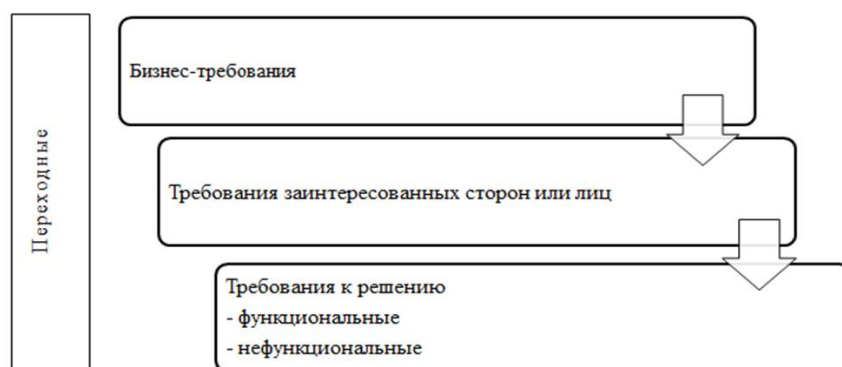 Переходные
Бизнес-требования
Требования заинтересованных сторон или лиц
Требования к решению
- функциональные
- нефункциональные